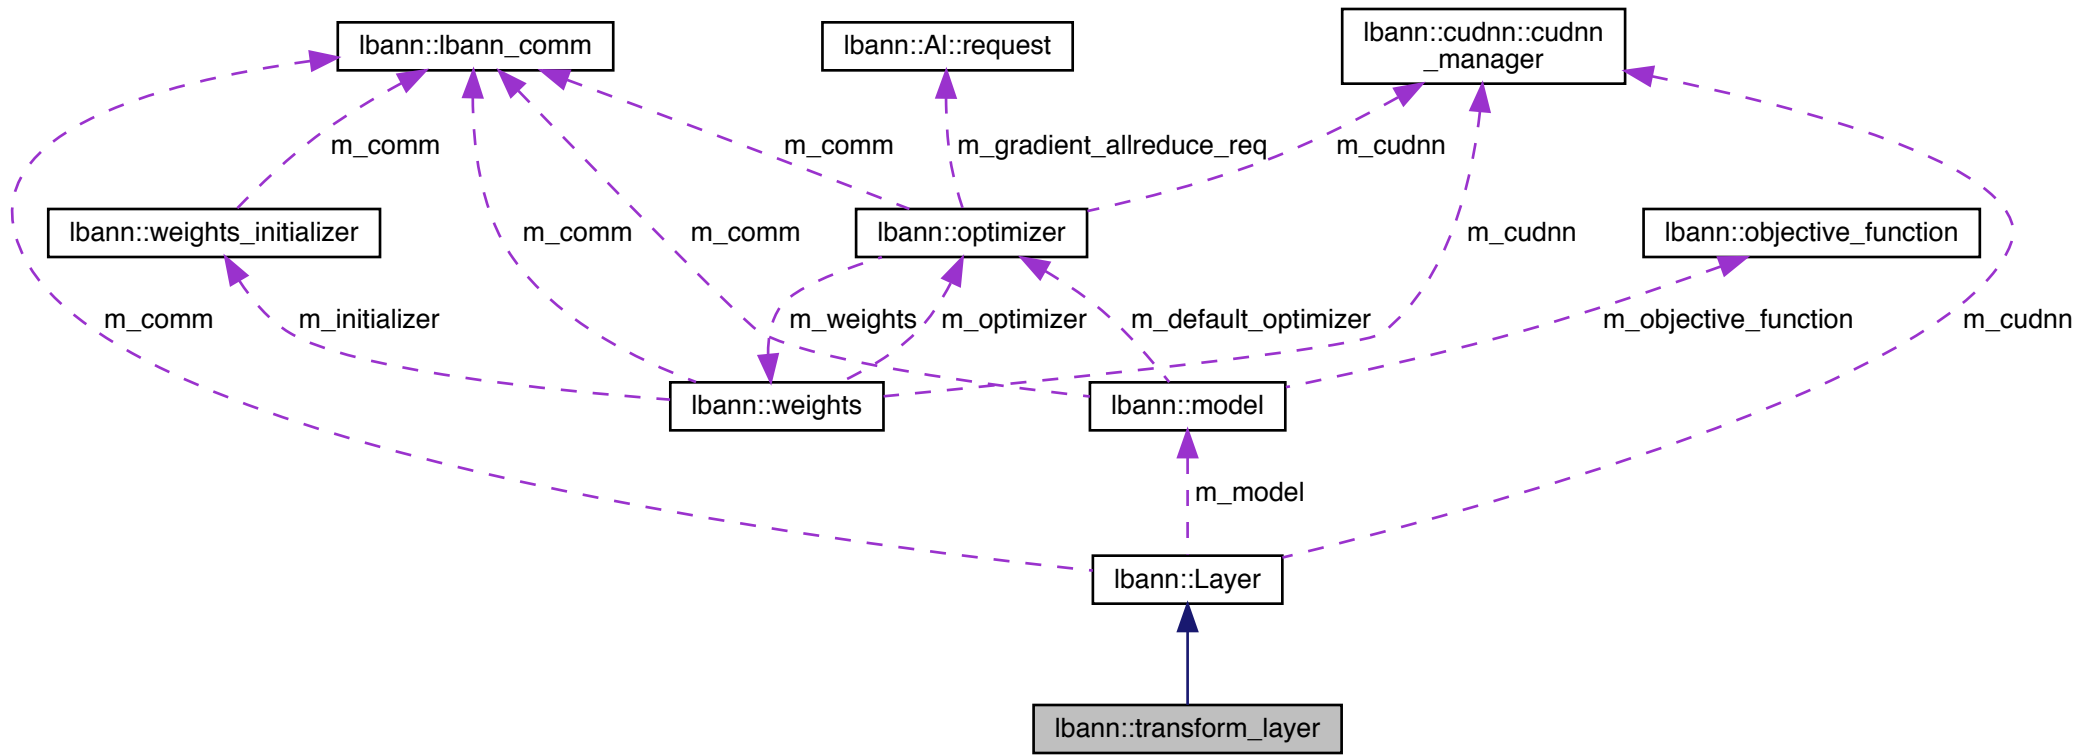 lbann::lbann_comm
lbann::Al::request
lbann::cudnn::cudnn
_manager
m_comm
m_comm
m_gradient_allreduce_req
m_cudnn
lbann::weights_initializer
m_comm
m_comm
lbann::optimizer
m_cudnn
lbann::objective_function
m_comm
m_initializer
m_weights
m_optimizer
m_default_optimizer
m_objective_function
m_cudnn
lbann::weights
lbann::model
m_model
lbann::Layer
lbann::transform_layer